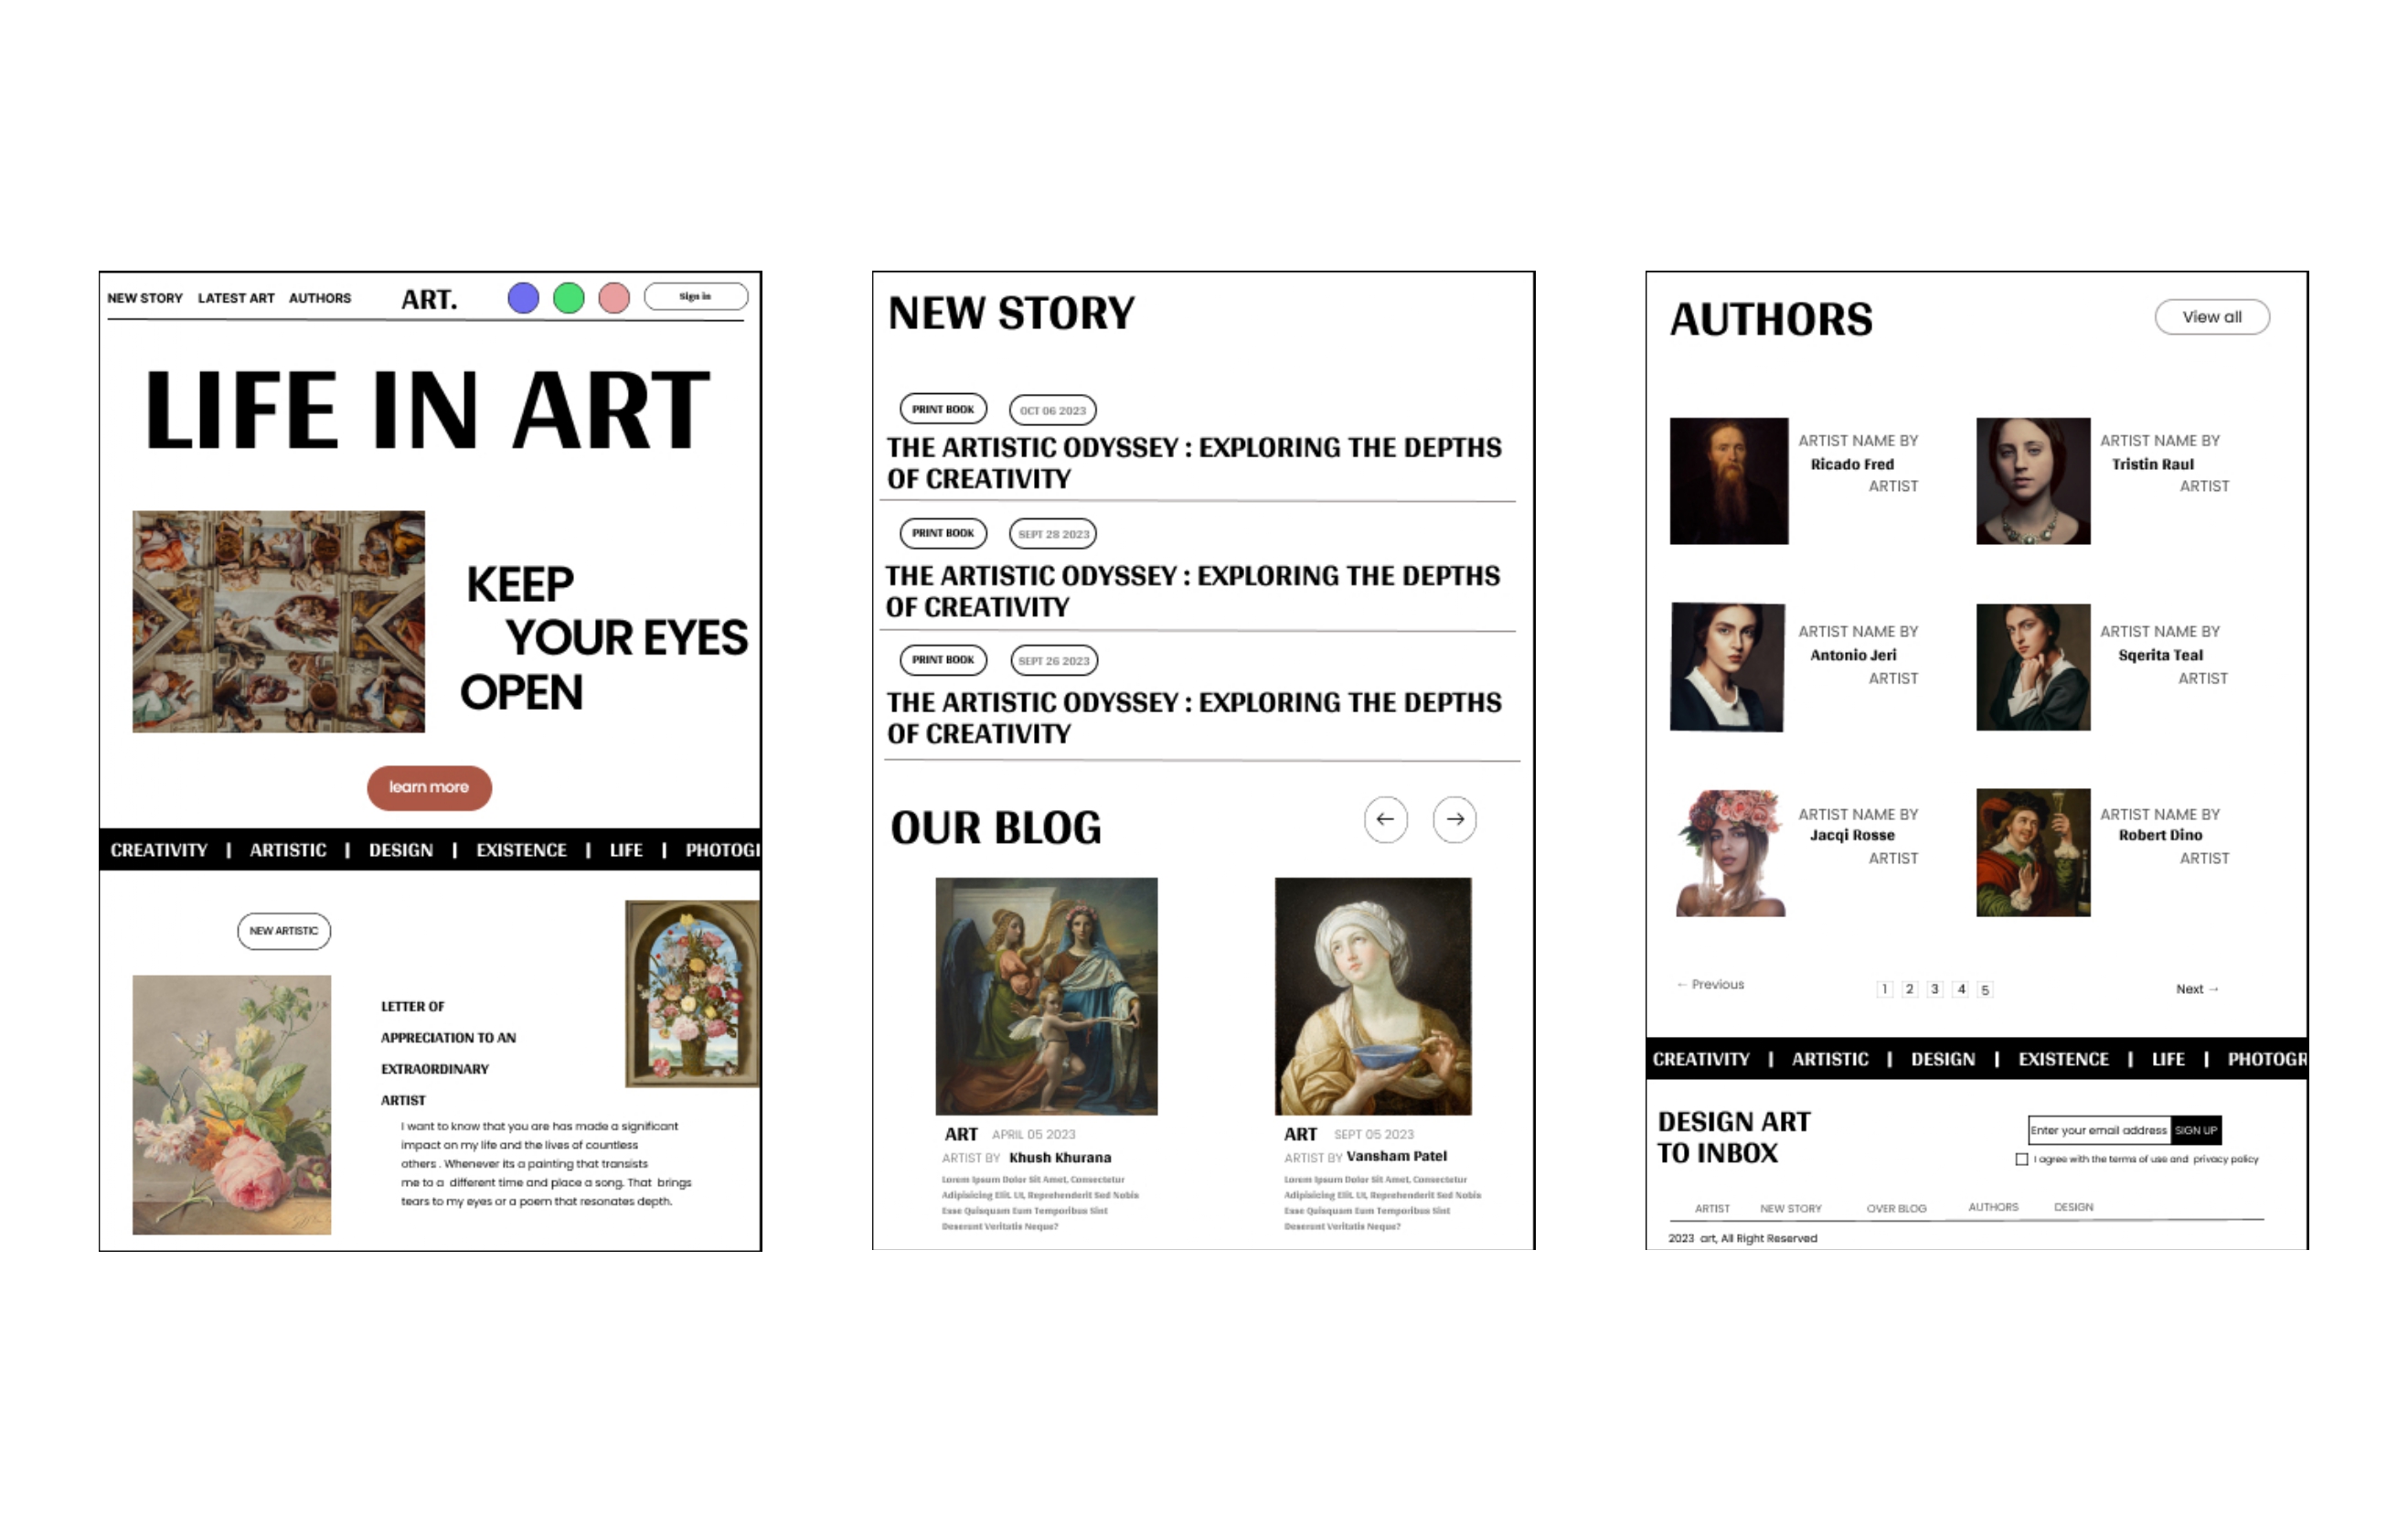 NEW STORY LATEST ART AUTHORS ART. Sign in
LIFE IN ART
KEEP
YOUR EYES
OPEN
learn more
CREATIVITY | ARTISTIC | DESIGN | EXISTENCE | LIFE | PHOTOGI
NEW ARTISTIC
LETTER OF
APPRECIATION TO AN
EXTRAORDINARY
ARTIST
I want to know that you are has made a significant
impact on my life and the lives of countless
others . Whenever its a painting that transists
me to a different time and place a song. That brings
tears to my eyes or a poem that resonates depth.
NEW STORY
PRINT BOOK OCT 06 2023
THE ARTISTIC ODYSSEY : EXPLORING THE DEPTHS
OF CREATIVITY
PRINT BOOK SEPT 28 2023
THE ARTISTIC ODYSSEY : EXPLORING THE DEPTHS
OF CREATIVITY
PRINT BOOK SEPT 26 2023
THE ARTISTIC ODYSSEY : EXPLORING THE DEPTHS
OF CREATIVITY
OUR BLOG ← →
ART APRIL 05 2023
ARTIST BY Khush Khurana
Lorem Ipsum Dolor Sit Amet, Consectetur
Adipisicing Elit. Ut, Reprehenderit Sed Nobis
Esse Quisquam Eum Temporibus Sint
Deserunt Veritatis Neque?
ART SEPT 05 2023
ARTIST BY Vansham Patel
Lorem Ipsum Dolor Sit Amet, Consectetur
Adipisicing Elit. Ut, Reprehenderit Sed Nobis
Esse Quisquam Eum Temporibus Sint
Deserunt Veritatis Neque?
AUTHORS View all
ARTIST NAME BY
Ricado Fred
ARTIST
ARTIST NAME BY
Tristin Raul
ARTIST
ARTIST NAME BY
Antonio Jeri
ARTIST
ARTIST NAME BY
Sqerita Teal
ARTIST
ARTIST NAME BY
Jacqi Rosse
ARTIST
ARTIST NAME BY
Robert Dino
ARTIST
← Previous 1 2 3 4 5 Next →
CREATIVITY | ARTISTIC | DESIGN | EXISTENCE | LIFE | PHOTOGR
DESIGN ART
TO INBOX
Enter your email address SIGN UP
I agree with the terms of use and privacy policy
ARTIST NEW STORY OVER BLOG AUTHORS DESIGN
2023 art, All Right Reserved